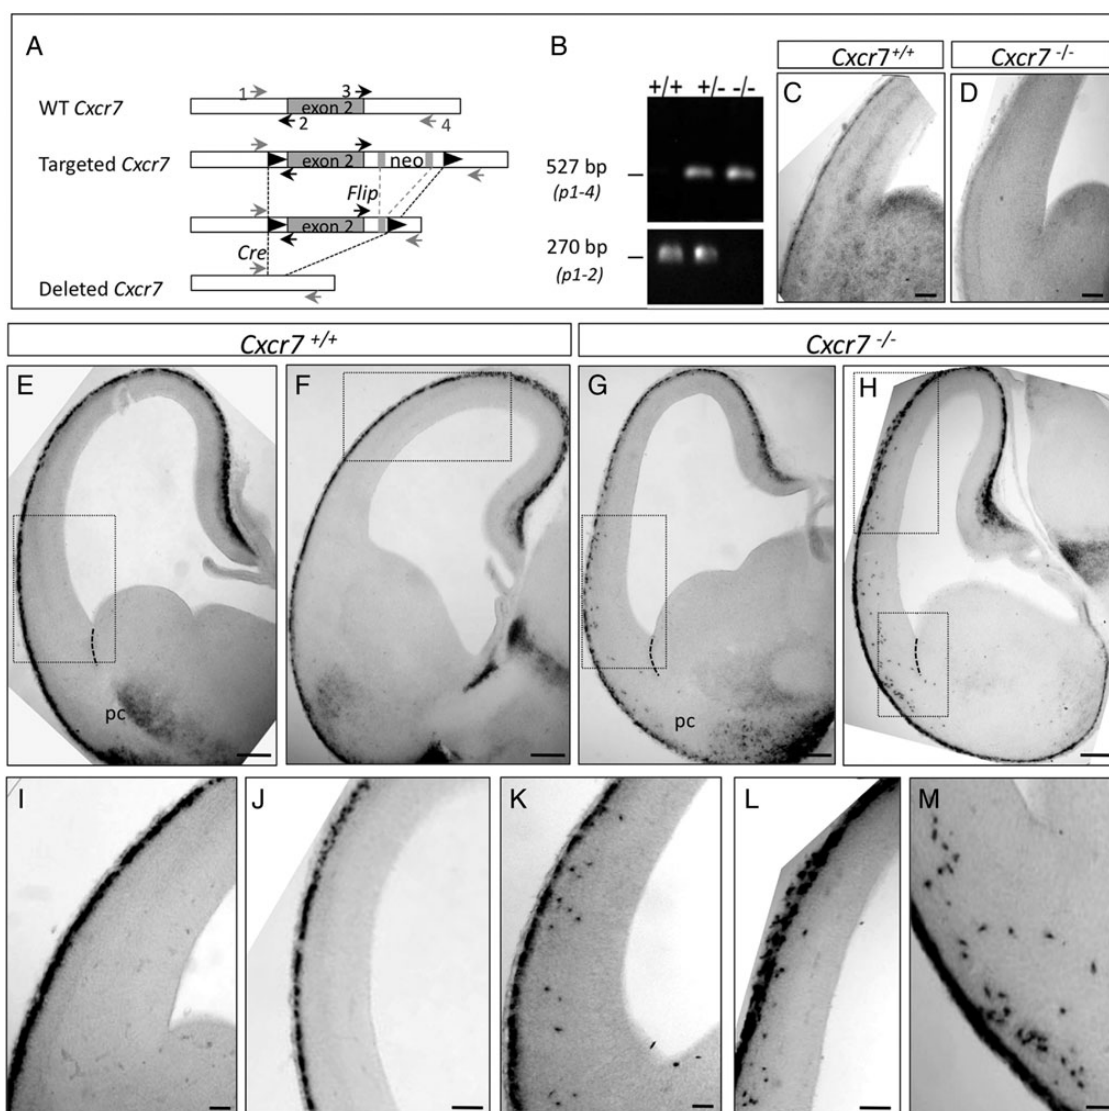 A
1
3
WT Cxcr7
exon 2
2
4
Targeted Cxcr7
exon 2
neo
Flip
exon 2
Cre
Deleted Cxcr7
B
+/+ +/- -/-
527 bp
(p1-4)
270 bp
(p1-2)
Cxcr7+/+
Cxcr7 -/-
C
D
Cxcr7 +/+
Cxcr7 -/-
E
pc
F
G
pc
H
I
J
K
L
M